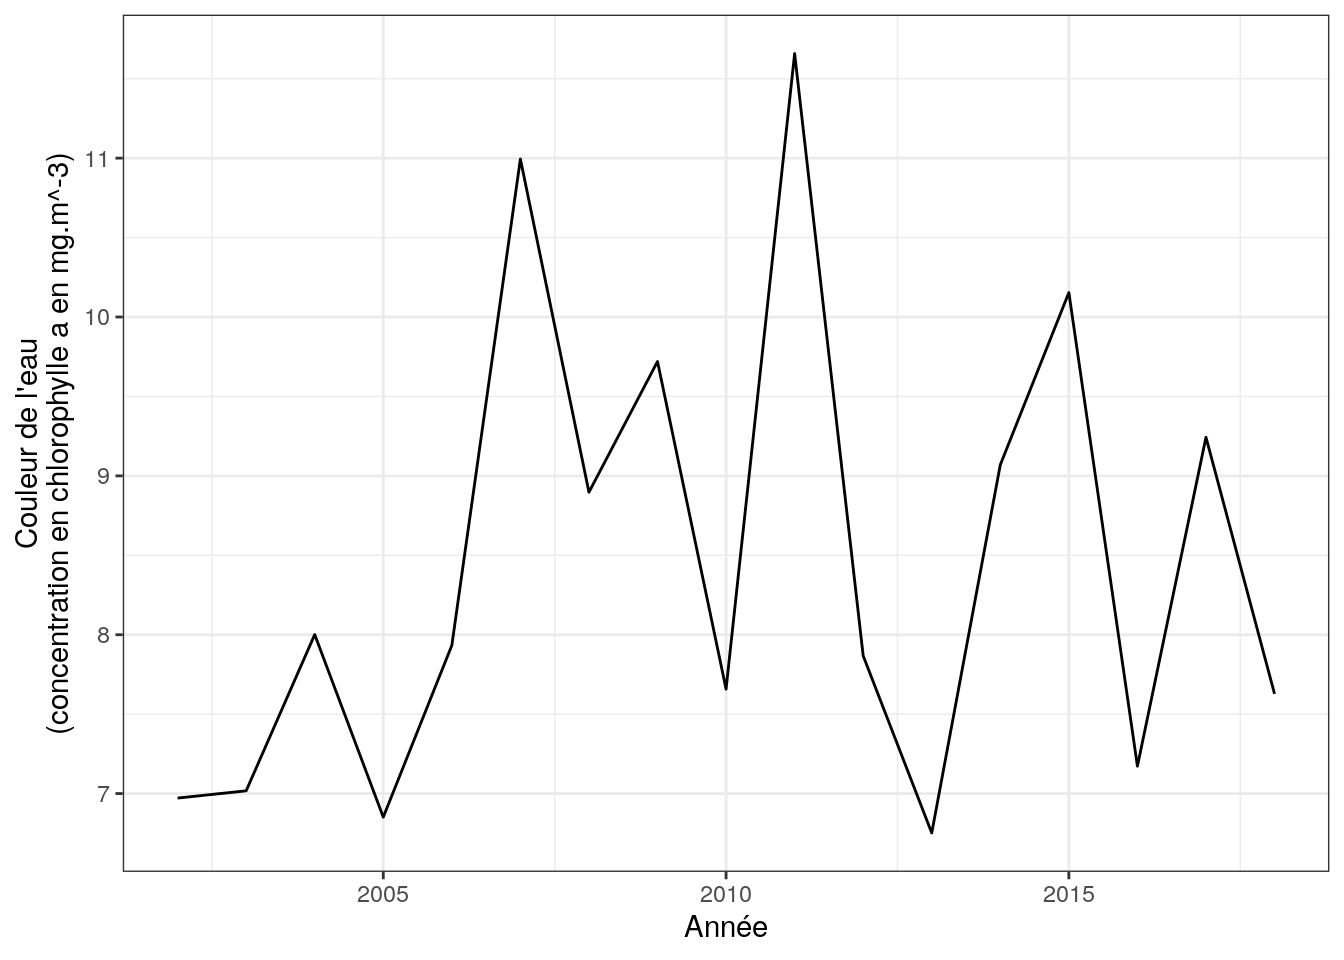 Couleur de l'eau
(concentration en chlorophylle a en mg.m^-3)
11
10
9
8
7
2005
2010
2015
Année